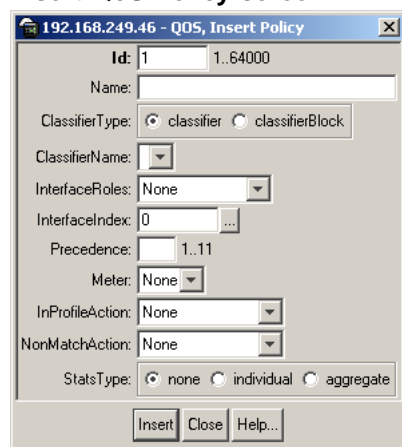 192.168.249.46 - QOS, Insert Policy
Id: 1 1..64000
Name:
ClassifierType: classifier classifierBlock
ClassifierName:
InterfaceRoles: None
InterfaceIndex: 0 ...
Precedence: 1..11
Meter: None
InProfileAction: None
NonMatchAction: None
StatsType: none individual aggregate
Insert Close Help...